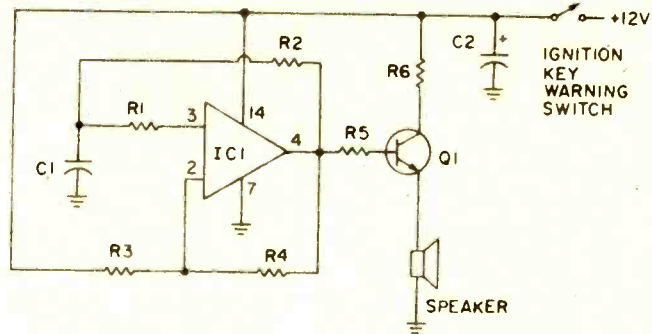 +12V
R2
C2
+
R6
IGNITION
KEY
WARNING
SWITCH
R1
3
14
4
R5
Q1
IC1
C1
2
7
R3
R4
SPEAKER